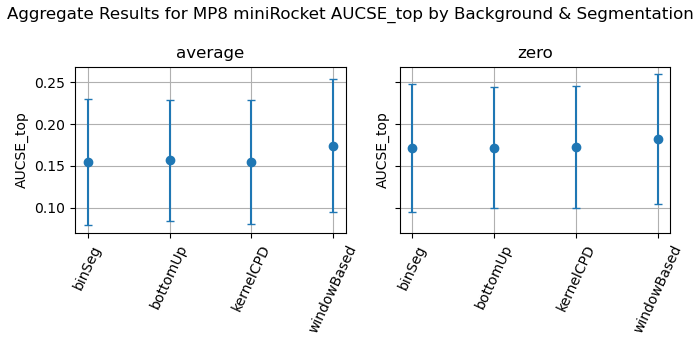 Aggregate Results for MP8 miniRocket AUCSE_top by Background & Segmentation
average
zero
AUCSE_top
0.25
0.20
0.15
0.10
binSeg
bottomUp
kernelCPD
windowBased
AUCSE_top
binSeg
bottomUp
kernelCPD
windowBased